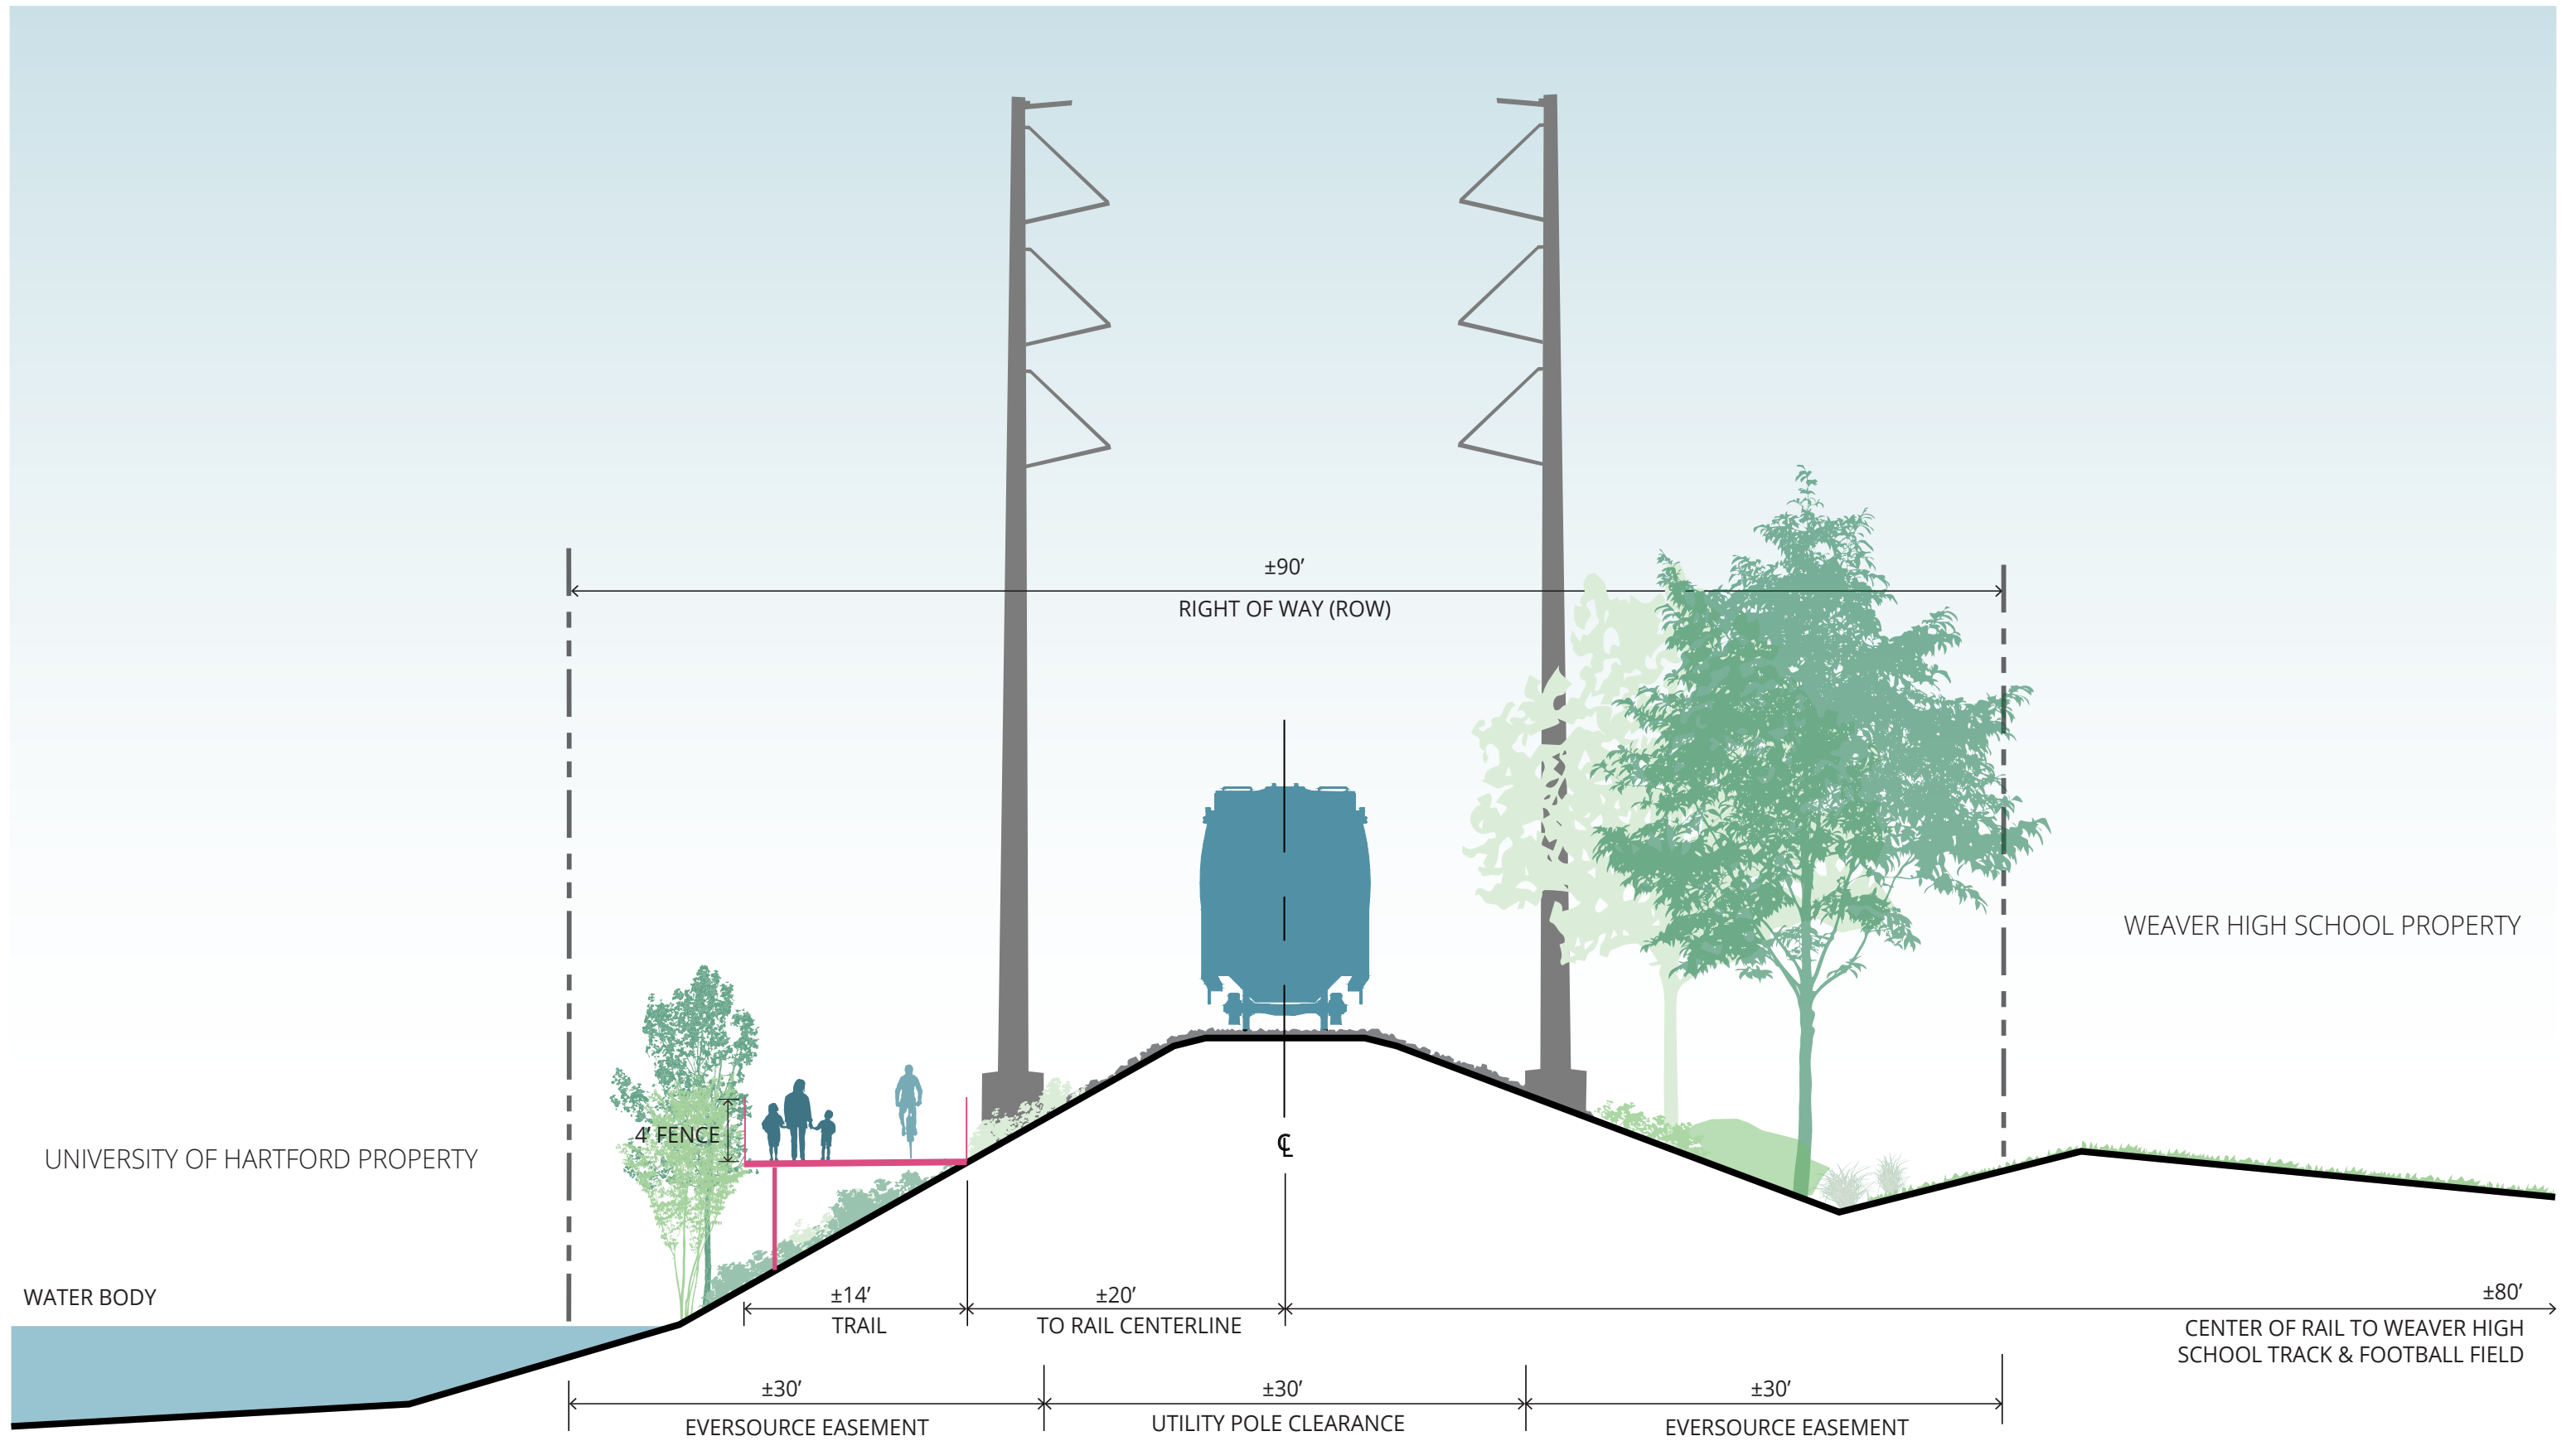 ±90’
RIGHT OF WAY (ROW)
WEAVER HIGH SCHOOL PROPERTY
4’ FENCE
UNIVERSITY OF HARTFORD PROPERTY
℄
WATER BODY
±14’
TRAIL
±20’
TO RAIL CENTERLINE
±80’
CENTER OF RAIL TO WEAVER HIGH
SCHOOL TRACK & FOOTBALL FIELD
±30’
EVERSOURCE EASEMENT
±30’
UTILITY POLE CLEARANCE
±30’
EVERSOURCE EASEMENT